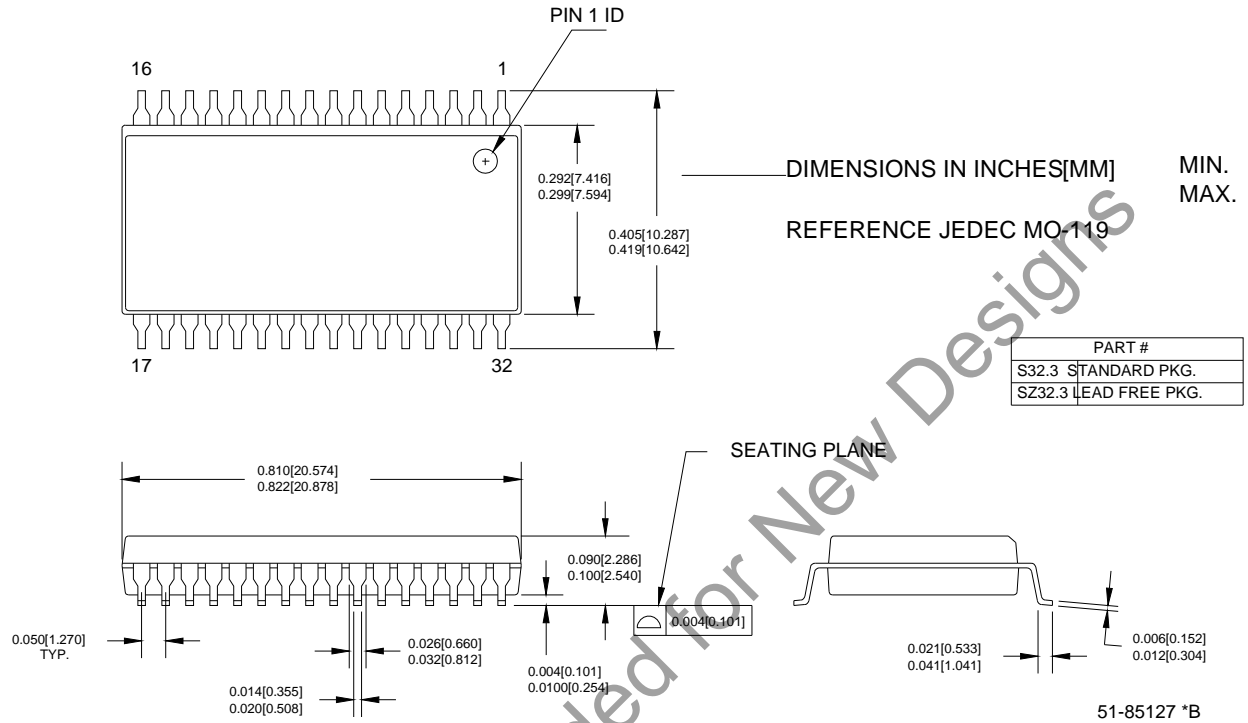 PIN 1 ID
16 1
0.292[7.416]
0.299[7.594]
0.405[10.287]
0.419[10.642]
DIMENSIONS IN INCHES[MM] MIN.
MAX.
REFERENCE JEDEC MO-119
17 32
PART #
S32.3 STANDARD PKG.
SZ32.3 LEAD FREE PKG.
SEATING PLANE
0.810[20.574]
0.822[20.878]
0.090[2.286]
0.100[2.540]
0.004[0.101]
0.050[1.270]
TYP.
0.026[0.660]
0.032[0.812]
0.014[0.355]
0.020[0.508]
0.004[0.101]
0.0100[0.254]
0.021[0.533]
0.041[1.041]
0.006[0.152]
0.012[0.304]
51-85127 *B
ded for New Designs